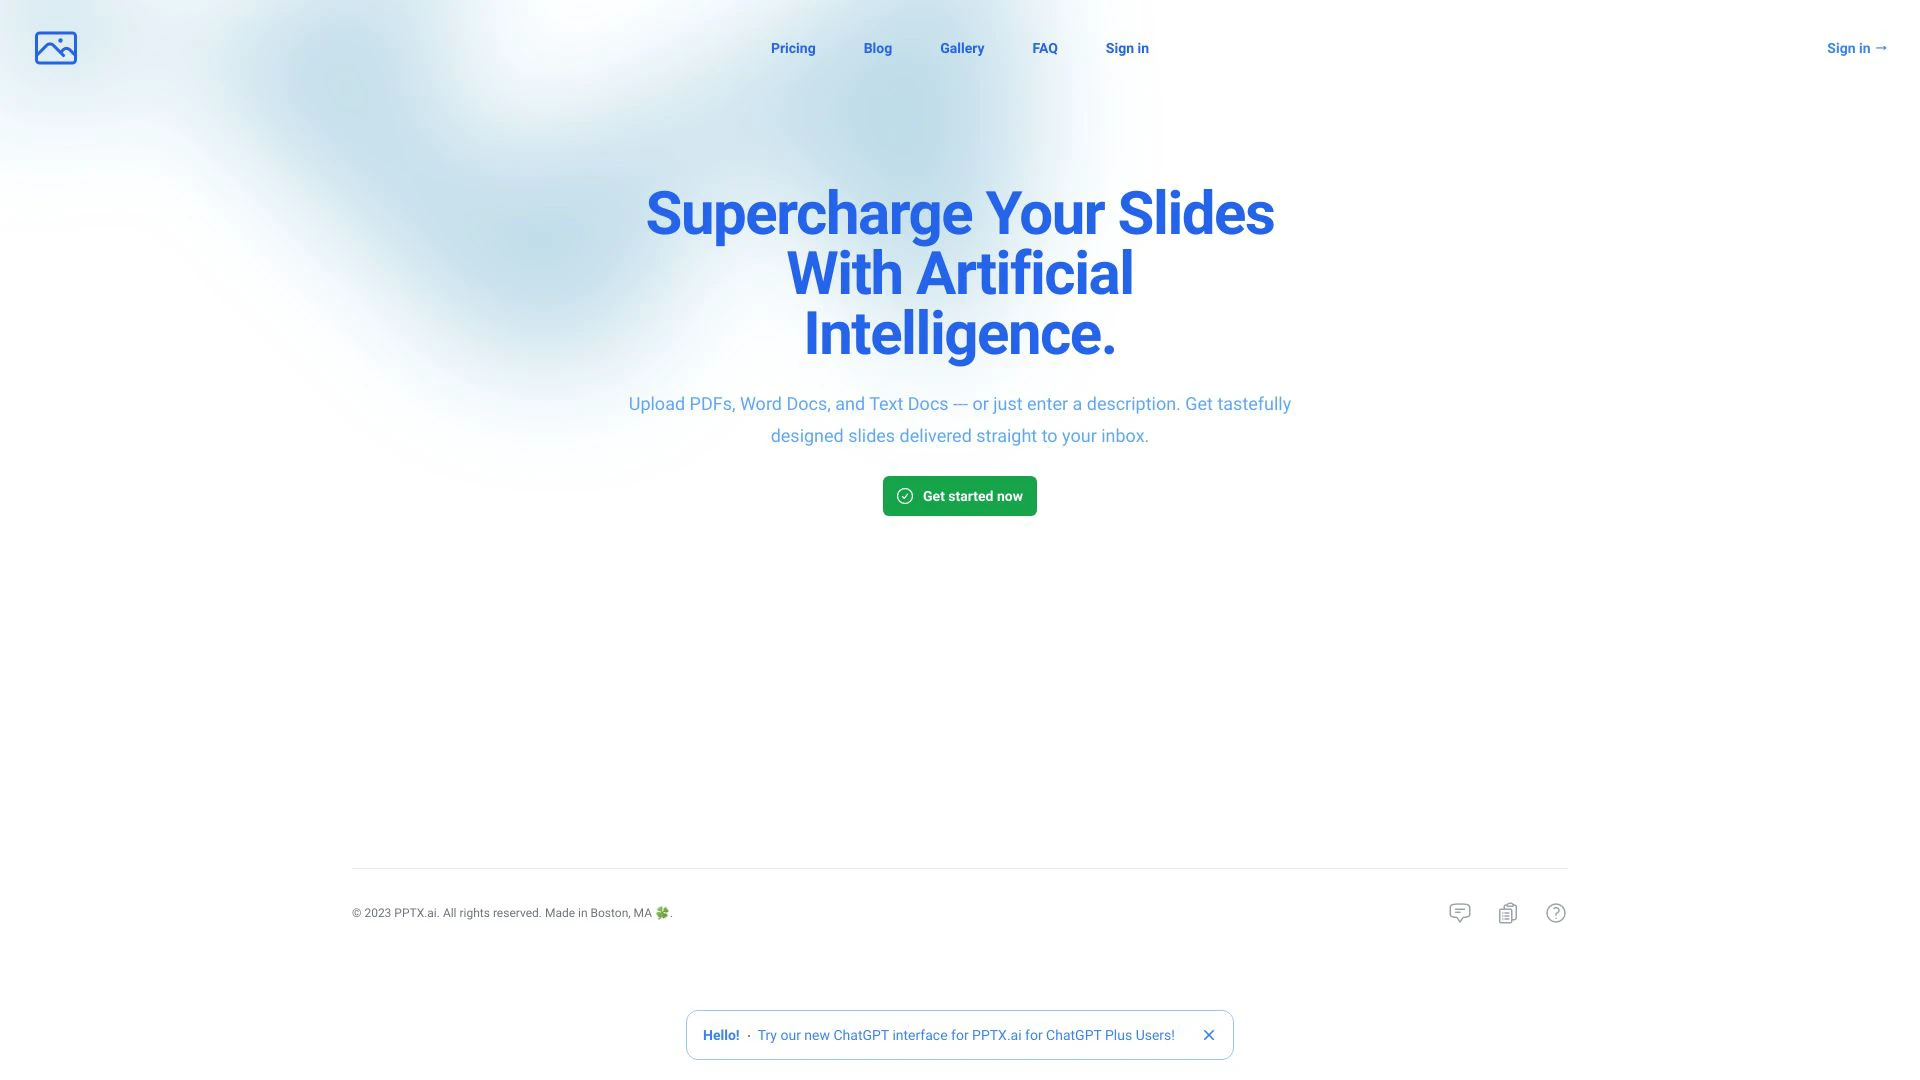 Pricing
Blog
Gallery
FAQ
Sign in
Sign in →
Supercharge Your Slides
With Artificial
Intelligence.
Upload PDFs, Word Docs, and Text Docs --- or just enter a description. Get tastefully
designed slides delivered straight to your inbox.
Get started now
© 2023 PPTX.ai. All rights reserved. Made in Boston, MA 🍀.
Hello! · Try our new ChatGPT interface for PPTX.ai for ChatGPT Plus Users!